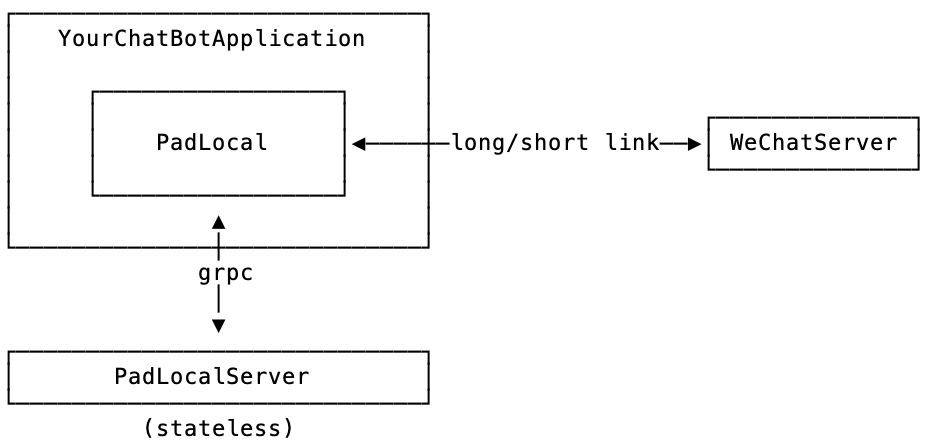 YourChatBotApplication
PadLocal
long/short link
WeChatServer
grpc
PadLocalServer
(stateless)